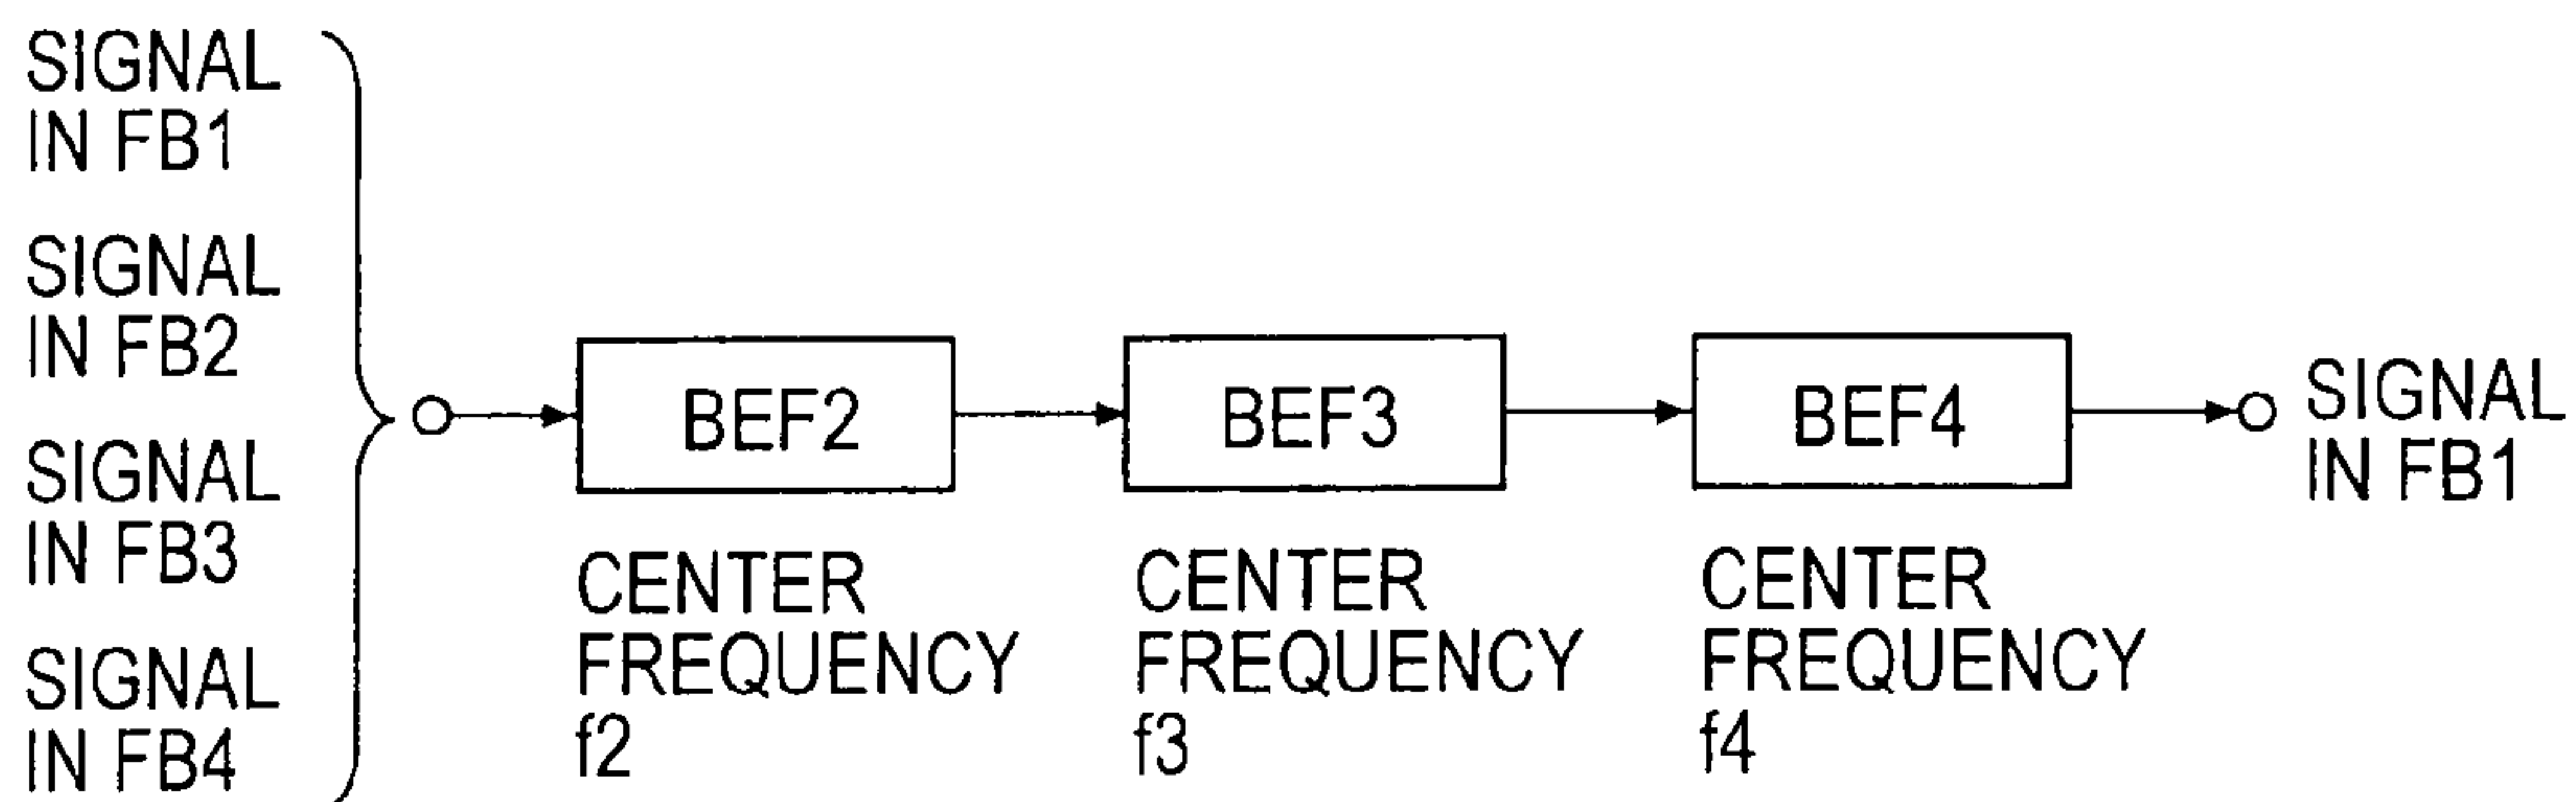 SIGNAL
IN FB1
SIGNAL
IN FB2
SIGNAL
IN FB3
SIGNAL
IN FB4
BEF2
CENTER
FREQUENCY
f2
BEF3
CENTER
FREQUENCY
f3
BEF4
CENTER
FREQUENCY
f4
SIGNAL
IN FB1